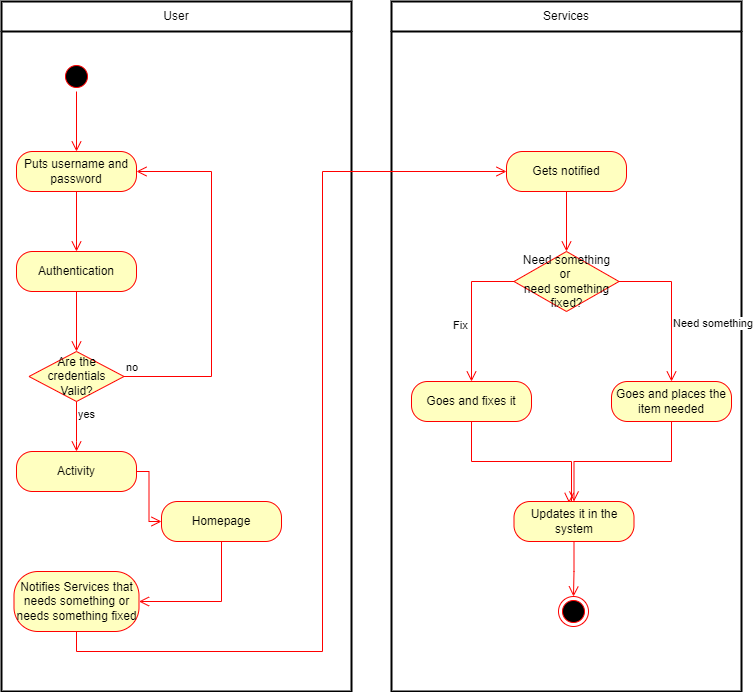 User
Services
Puts username and
password
Authentication
Are the
credentials
Valid?
no
yes
Activity
Homepage
Notifies Services that
needs something or
needs something fixed
Gets notified
Need something
or
need something
fixed?
Fix
Need something
Goes and fixes it
Goes and places the
item needed
Updates it in the
system